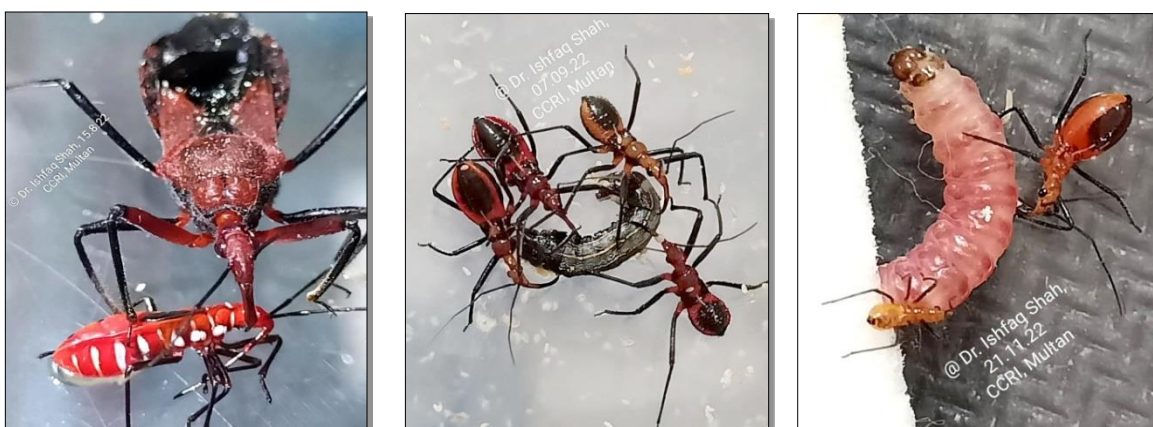 @ Dr. Ishfaq Shah, 15.8.22
CCRI, Multan
@ Dr. Ishfaq Shah,
07.09.22
CCRI, Multan
@ Dr. Ishfaq Shah,
21.11.22
CCRI, Multan